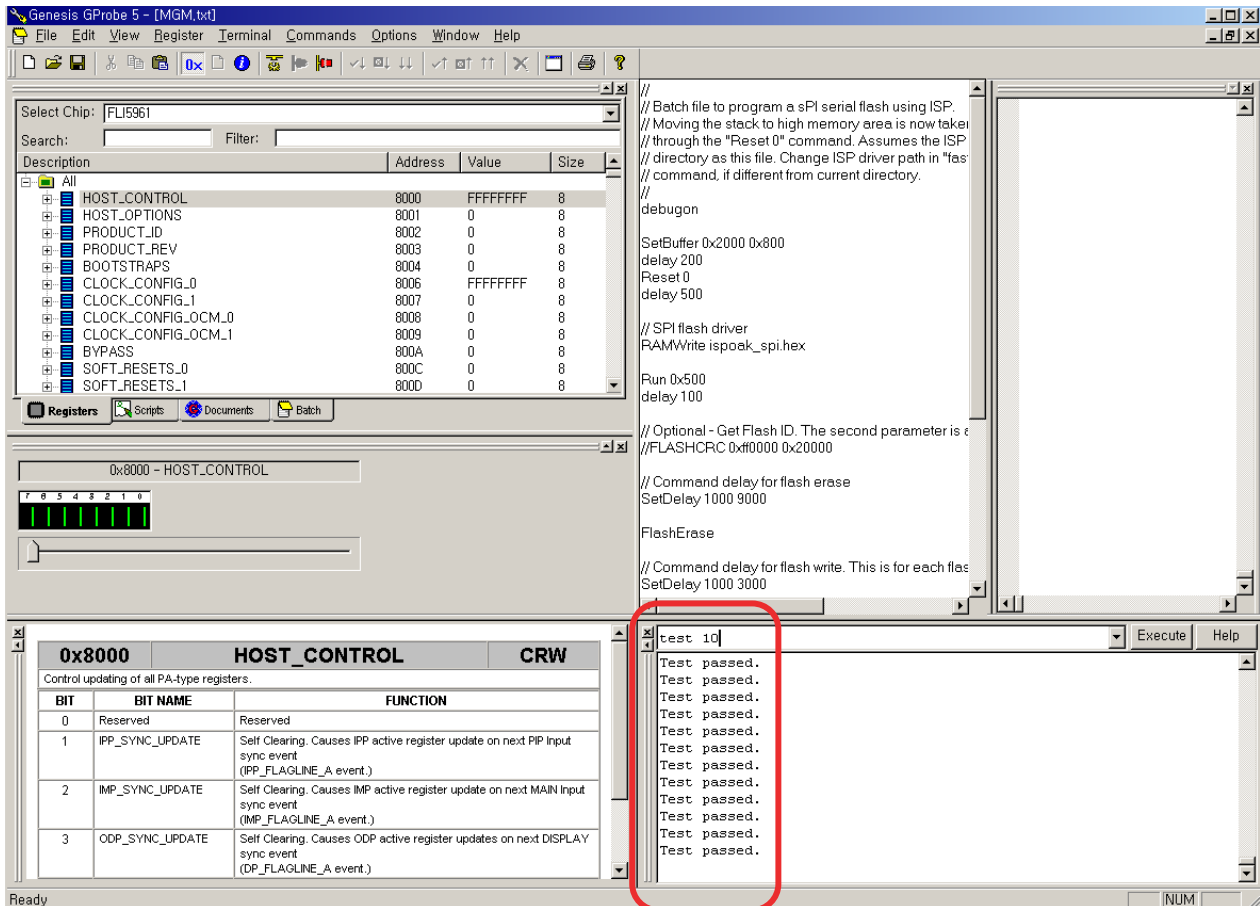 Genesis GProbe 5 - [MGM.txt]
File Edit View Register Terminal Commands Options Window Help
0x
Select Chip: FLI5961
Search: Filter:
Description Address Value Size
All
HOST_CONTROL 8000 FFFFFFFF 8
HOST_OPTIONS 8001 0 8
PRODUCT_ID 8002 0 8
PRODUCT_REV 8003 0 8
BOOTSTRAPS 8004 0 8
CLOCK_CONFIG_0 8006 FFFFFFFF 8
CLOCK_CONFIG_1 8007 0 8
CLOCK_CONFIG_OCM_0 8008 0 8
CLOCK_CONFIG_OCM_1 8009 0 8
BYPASS 800A 0 8
SOFT_RESETS_0 800C 0 8
SOFT_RESETS_1 800D 0 8
Registers Scripts Documents Batch
0x8000 - HOST_CONTROL
7 6 5 4 3 2 1 0
//
// Batch file to program a sPI serial flash using ISP.
// Moving the stack to high memory area is now taken
// through the "Reset 0" command. Assumes the ISP
// directory as this file. Change ISP driver path in "fas
// command, if different from current directory.
//
debugon
SetBuffer 0x2000 0x800
delay 200
Reset 0
delay 500
// SPI flash driver
RAMWrite ispoak_spi.hex
Run 0x500
delay 100
// Optional - Get Flash ID. The second parameter is a
//FLASHCRC 0xff0000 0x20000
// Command delay for flash erase
SetDelay 1000 9000
FlashErase
// Command delay for flash write. This is for each flas
SetDelay 1000 3000
0x8000 HOST_CONTROL CRW
Control updating of all PA-type registers.
BIT BIT NAME FUNCTION
0 Reserved Reserved
1 IPP_SYNC_UPDATE Self Clearing. Causes IPP active register update on next PIP Input
sync event
(IPP_FLAGLINE_A event.)
2 IMP_SYNC_UPDATE Self Clearing. Causes IMP active register update on next MAIN Input
sync event
(IMP_FLAGLINE_A event.)
3 ODP_SYNC_UPDATE Self Clearing. Causes ODP active register updates on next DISPLAY
sync event
(DP_FLAGLINE_A event.)
test 10 Execute Help
Test passed.
Test passed.
Test passed.
Test passed.
Test passed.
Test passed.
Test passed.
Test passed.
Test passed.
Test passed.
Test passed.
Test passed.
Ready NUM